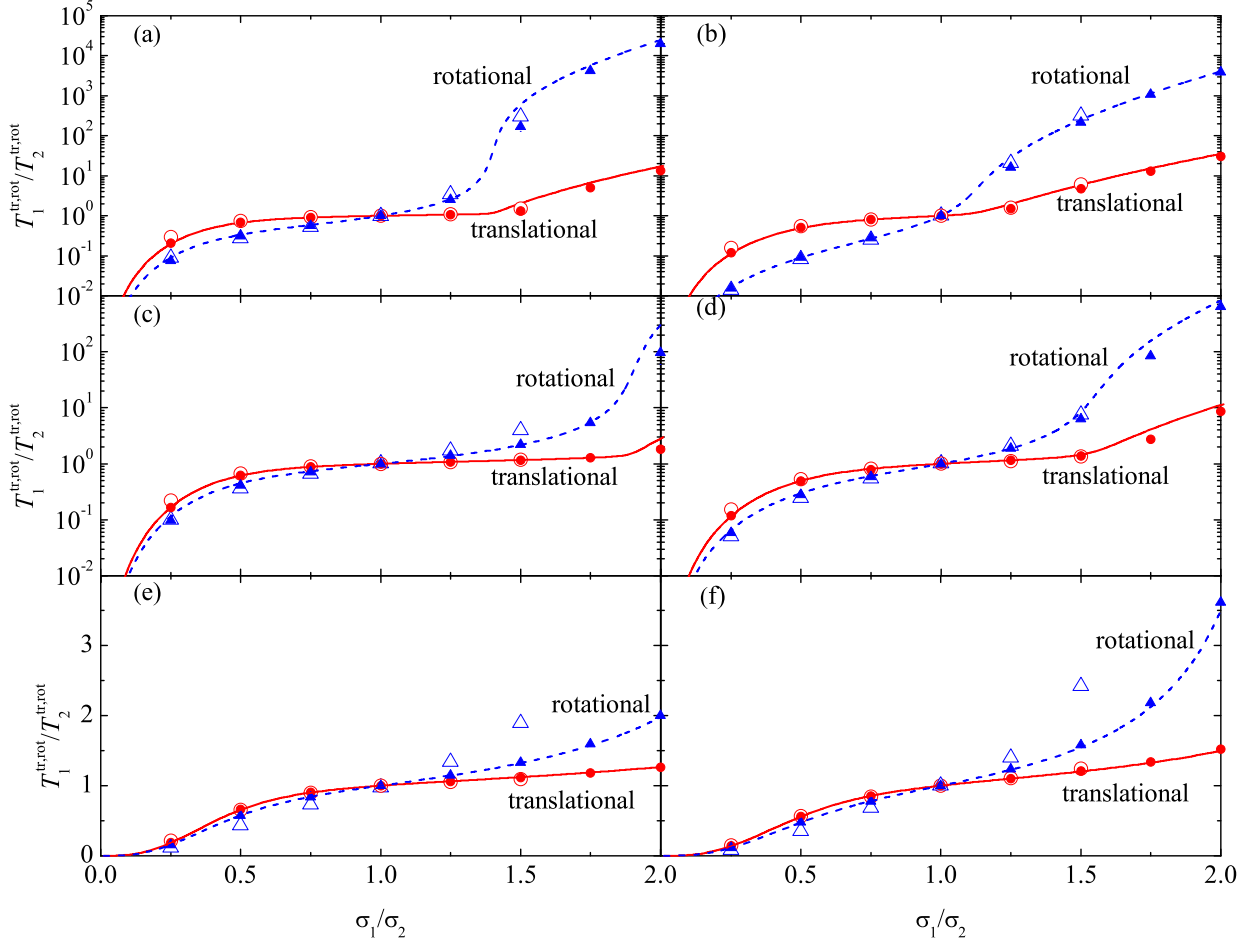 (a) (b)
10^5
10^4
10^3
10^2
10^1
10^0
10^-1
10^-2
rotational rotational
translational translational
T_1^tr,rot/T_2^tr,rot
(c) (d)
10^2
10^1
10^0
10^-1
10^-2
rotational rotational
translational translational
T_1^tr,rot/T_2^tr,rot
(e) (f)
3
2
1
0
rotational rotational
translational translational
T_1^tr,rot/T_2^tr,rot
0.0 0.5 1.0 1.5 2.0 0.5 1.0 1.5 2.0
σ_1/σ_2 σ_1/σ_2